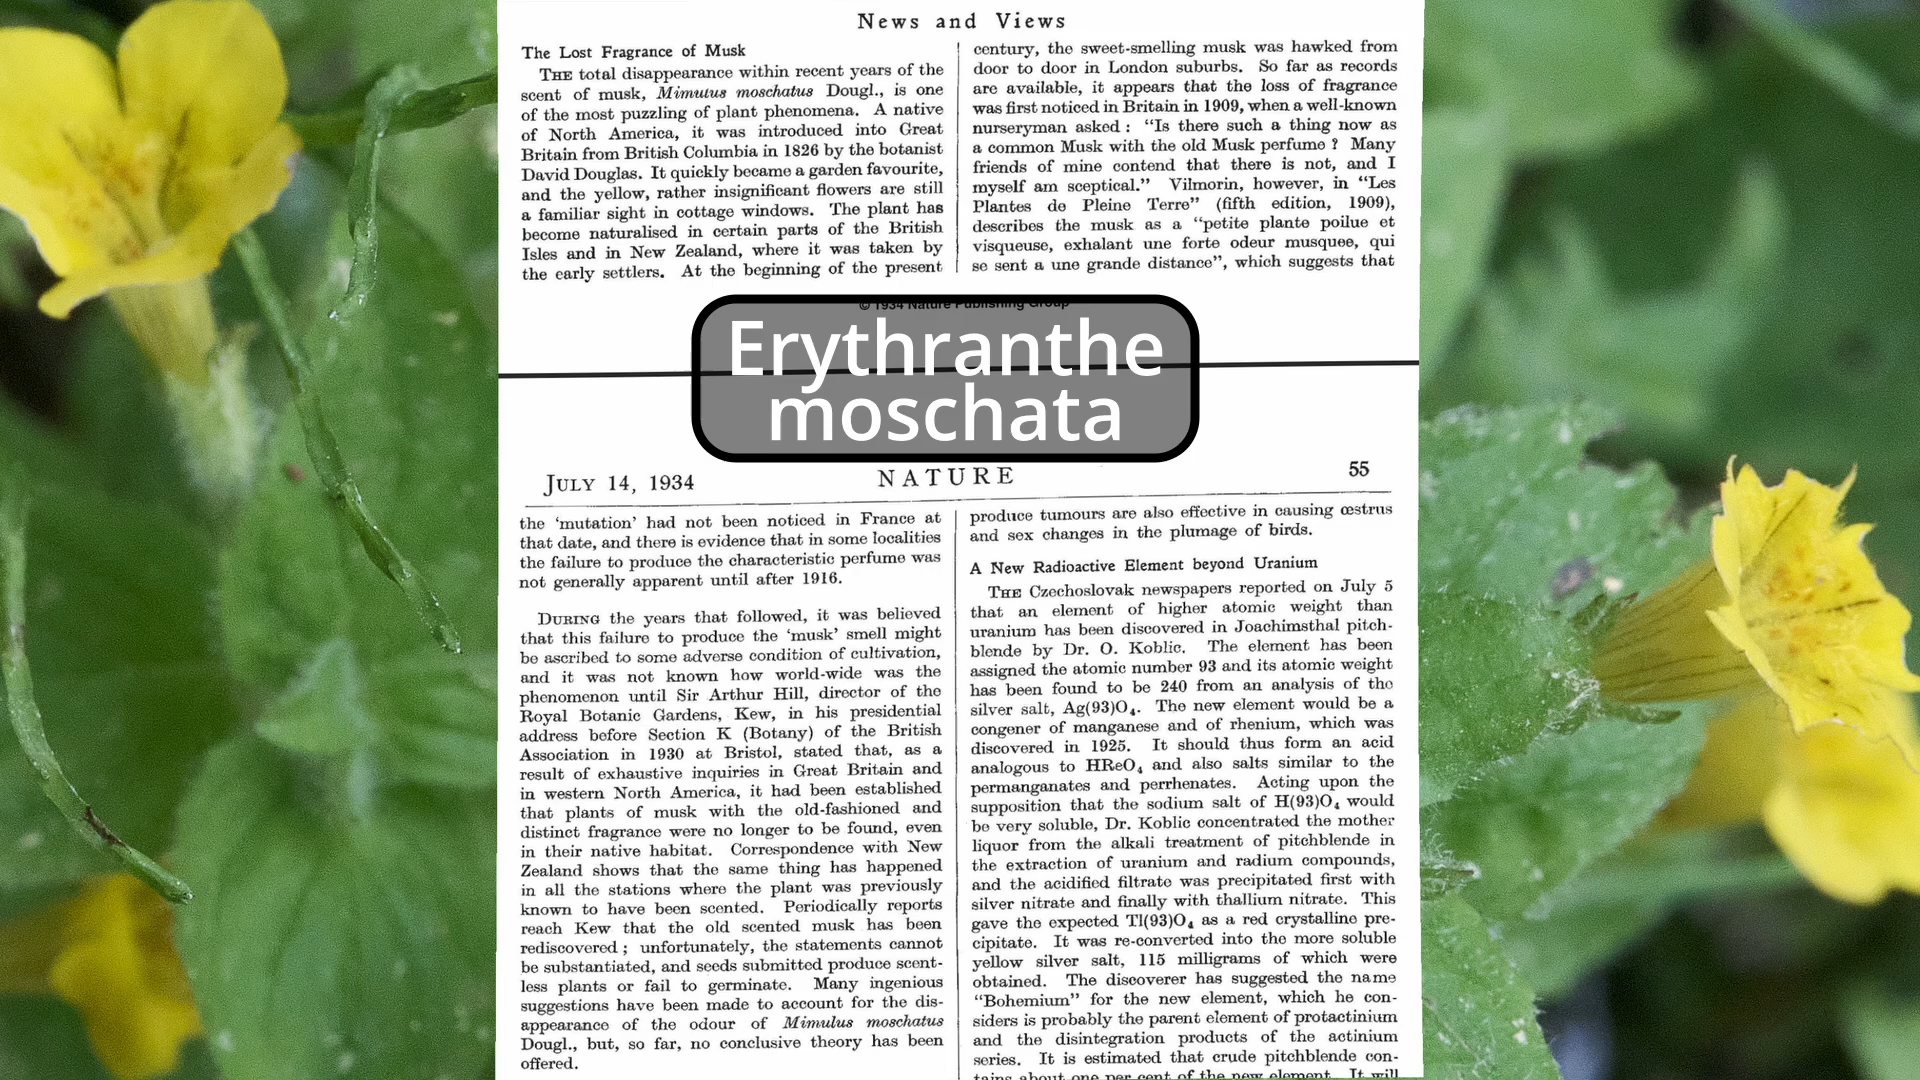 News and Views
The Lost Fragrance of Musk
THE total disappearance within recent years of the
scent of musk, Mimulus moschatus Dougl., is one
of the most puzzling of plant phenomena. A native
of North America, it was introduced into Great
Britain from British Columbia in 1826 by the botanist
David Douglas. It quickly became a garden favourite,
and the yellow, rather insignificant flowers are still
a familiar sight in cottage windows. The plant has
become naturalised in certain parts of the British
Isles and in New Zealand, where it was taken by
the early settlers. At the beginning of the present
century, the sweet-smelling musk was hawked from
door to door in London suburbs. So far as records
are available, it appears that the loss of fragrance
was first noticed in Britain in 1909, when a well-known
nurseryman asked : “Is there such a thing now as
a common Musk with the old Musk perfume ? Many
friends of mine contend that there is not, and I
myself am sceptical.” Vilmorin, however, in “Les
Plantes de Pleine Terre” (fifth edition, 1909),
describes the musk as a “petite plante poilue et
visqueuse, exhalant une forte odeur musquee, qui
se sent a une grande distance”, which suggests that
© 1934 Nature Publishing Group
Erythranthe
moschata
JULY 14, 1934
NATURE
55
the ‘mutation’ had not been noticed in France at
that date, and there is evidence that in some localities
the failure to produce the characteristic perfume was
not generally apparent until after 1916.
DURING the years that followed, it was believed
that this failure to produce the ‘musk’ smell might
be ascribed to some adverse condition of cultivation,
and it was not known how world-wide was the
phenomenon until Sir Arthur Hill, director of the
Royal Botanic Gardens, Kew, in his presidential
address before Section K (Botany) of the British
Association in 1930 at Bristol, stated that, as a
result of exhaustive inquiries in Great Britain and
in western North America, it had been established
that plants of musk with the old-fashioned and
distinct fragrance were no longer to be found, even
in their native habitat. Correspondence with New
Zealand shows that the same thing has happened
in all the stations where the plant was previously
known to have been scented. Periodically reports
reach Kew that the old scented musk has been
rediscovered ; unfortunately, the statements cannot
be substantiated, and seeds submitted produce scent-
less plants or fail to germinate. Many ingenious
suggestions have been made to account for the dis-
appearance of the odour of Mimulus moschatus
Dougl., but, so far, no conclusive theory has been
offered.
produce tumours are also effective in causing œstrus
and sex changes in the plumage of birds.
A New Radioactive Element beyond Uranium
THE Czechoslovak newspapers reported on July 5
that an element of higher atomic weight than
uranium has been discovered in Joachimsthal pitch-
blende by Dr. O. Koblic. The element has been
assigned the atomic number 93 and its atomic weight
has been found to be 240 from an analysis of the
silver salt, Ag(93)O₄. The new element would be a
congener of manganese and of rhenium, which was
discovered in 1925. It should thus form an acid
analogous to HReO₄ and also salts similar to the
permanganates and perrhenates. Acting upon the
supposition that the sodium salt of H(93)O₄ would
be very soluble, Dr. Koblic concentrated the mother
liquor from the alkali treatment of pitchblende in
the extraction of uranium and radium compounds,
and the acidified filtrate was precipitated first with
silver nitrate and finally with thallium nitrate. This
gave the expected Tl(93)O₄ as a red crystalline pre-
cipitate. It was re-converted into the more soluble
yellow silver salt, 115 milligrams of which were
obtained. The discoverer has suggested the name
“Bohemium” for the new element, which he con-
siders is probably the parent element of protactinium
and the disintegration products of the actinium
series. It is estimated that crude pitchblende con-
tains about one per cent of the new element. It will